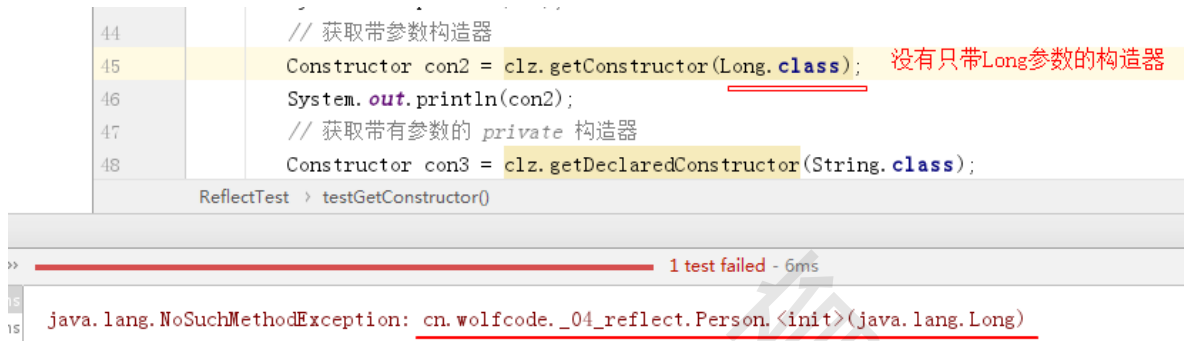 44 // 获取带参数构造器
45 Constructor con2 = clz.getConstructor(Long.class); 没有只带Long参数的构造器
46 System.out.println(con2);
47 // 获取带有参数的 private 构造器
48 Constructor con3 = clz.getDeclaredConstructor(String.class);
ReflectTest › testGetConstructor()
» 1 test failed - 6ms
java.lang.NoSuchMethodException: cn.wolfcode._04_reflect.Person.<init>(java.lang.Long)